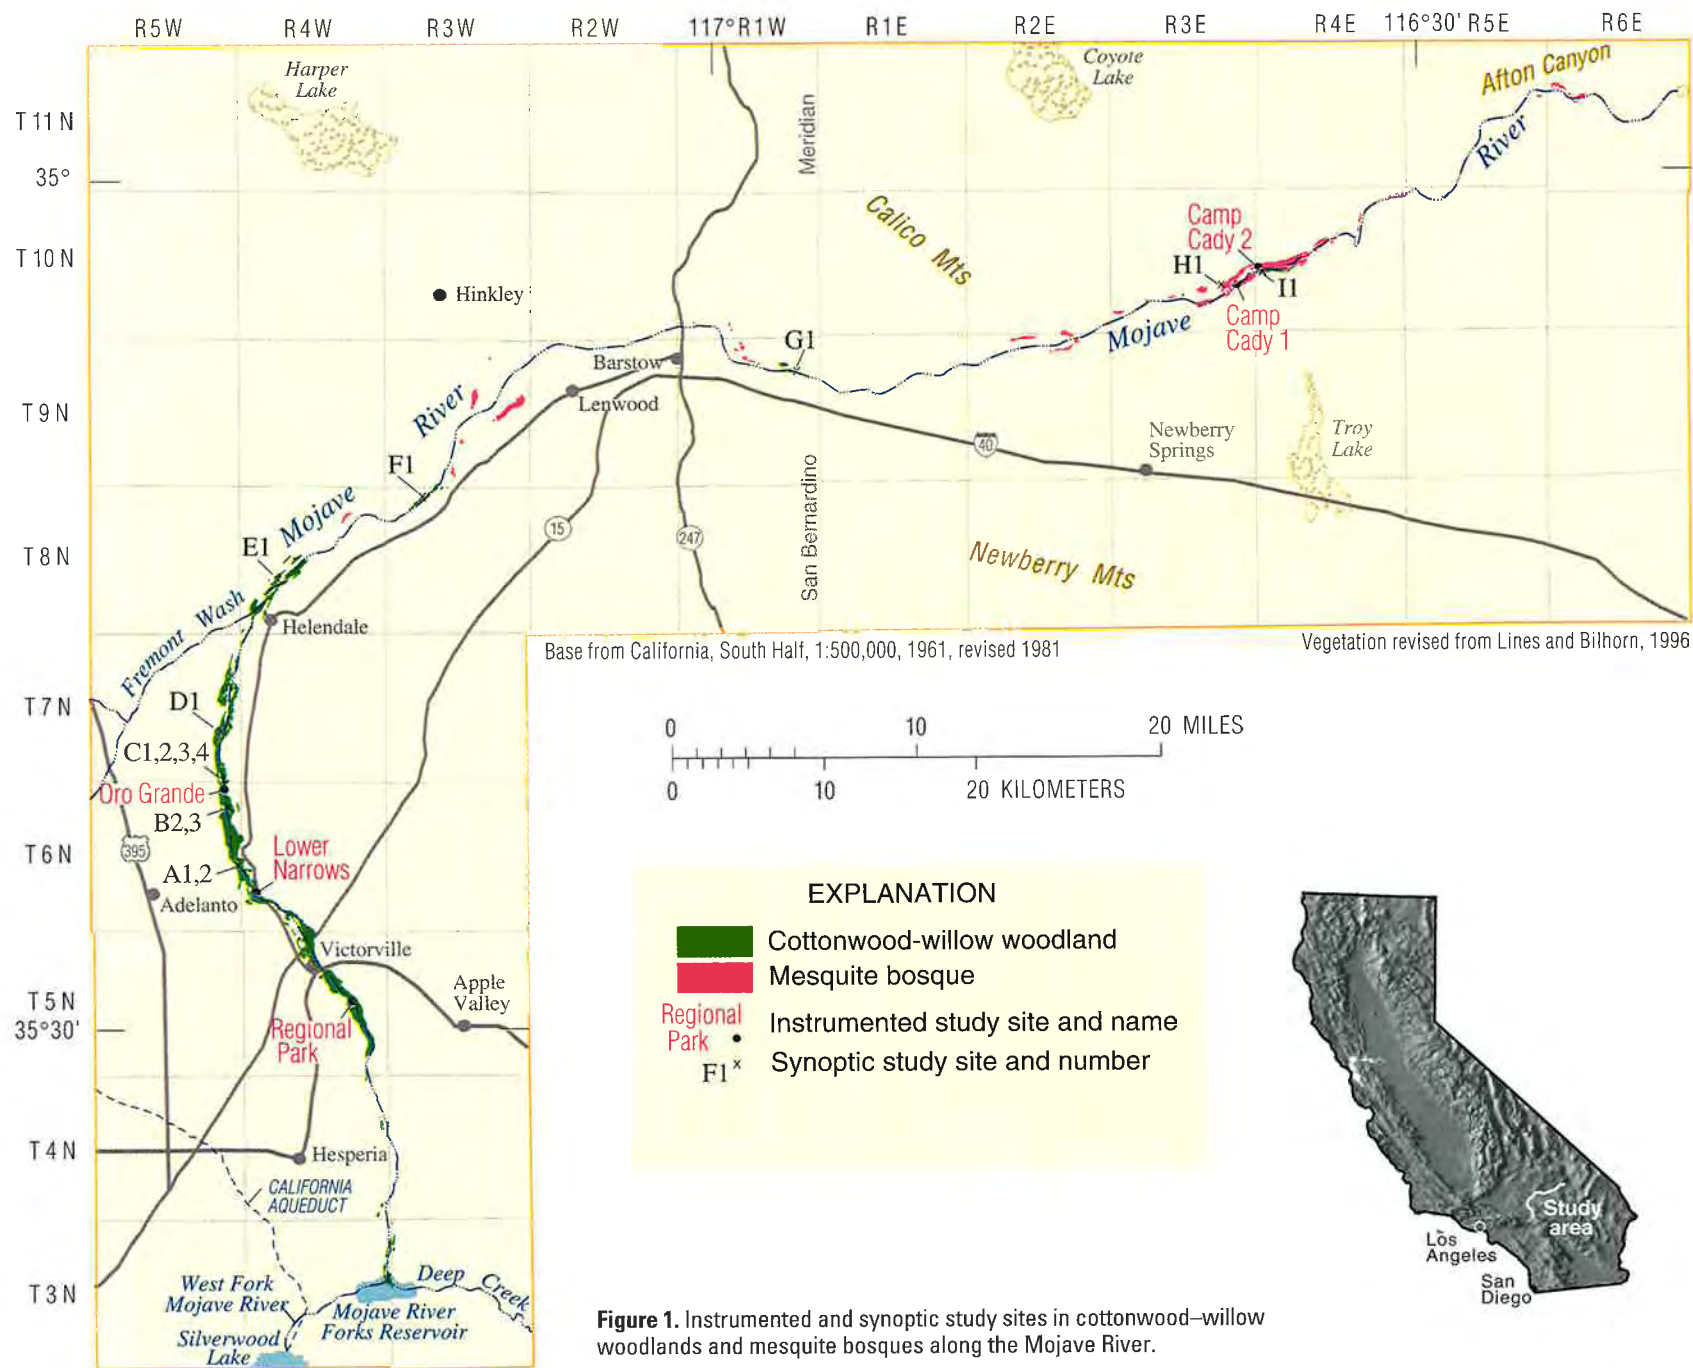 R5W R4W R3W R2W 117° R1W R1E R2E R3E R4E 116°30' R5E R6E
T 11 N
35°
T 10 N
T 9 N
T 8 N
T 7 N
T 6 N
T 5 N
35°30'
T 4 N
T 3 N
Harper
Lake
Coyote
Lake
Afton Canyon
River
Meridian
Calico Mts
Camp
Cady 2
H1
I1
Camp
Cady 1
Mojave
Hinkley
G1
Barstow
Lenwood
River
F1
Mojave
E1
40
Newberry
Springs
Troy
Lake
15
247
San Bernardino
Newberry Mts
Fremont Wash
Helendale
D1
C1,2,3,4
Oro Grande
B2,3
395
A1,2
Lower
Narrows
Adelanto
Victorville
Apple
Valley
Regional
Park
Hesperia
CALIFORNIA
AQUEDUCT
West Fork
Mojave River
Silverwood
Lake
Mojave River
Forks Reservoir
Deep Creek
Base from California, South Half, 1:500,000, 1961, revised 1981
Vegetation revised from Lines and Bilhorn, 1996
0 10 20 MILES
0 10 20 KILOMETERS
EXPLANATION
Cottonwood-willow woodland
Mesquite bosque
Regional
Park
Instrumented study site and name
F1 x Synoptic study site and number
Study
area
Los
Angeles
San
Diego
Figure 1. Instrumented and synoptic study sites in cottonwood–willow
woodlands and mesquite bosques along the Mojave River.